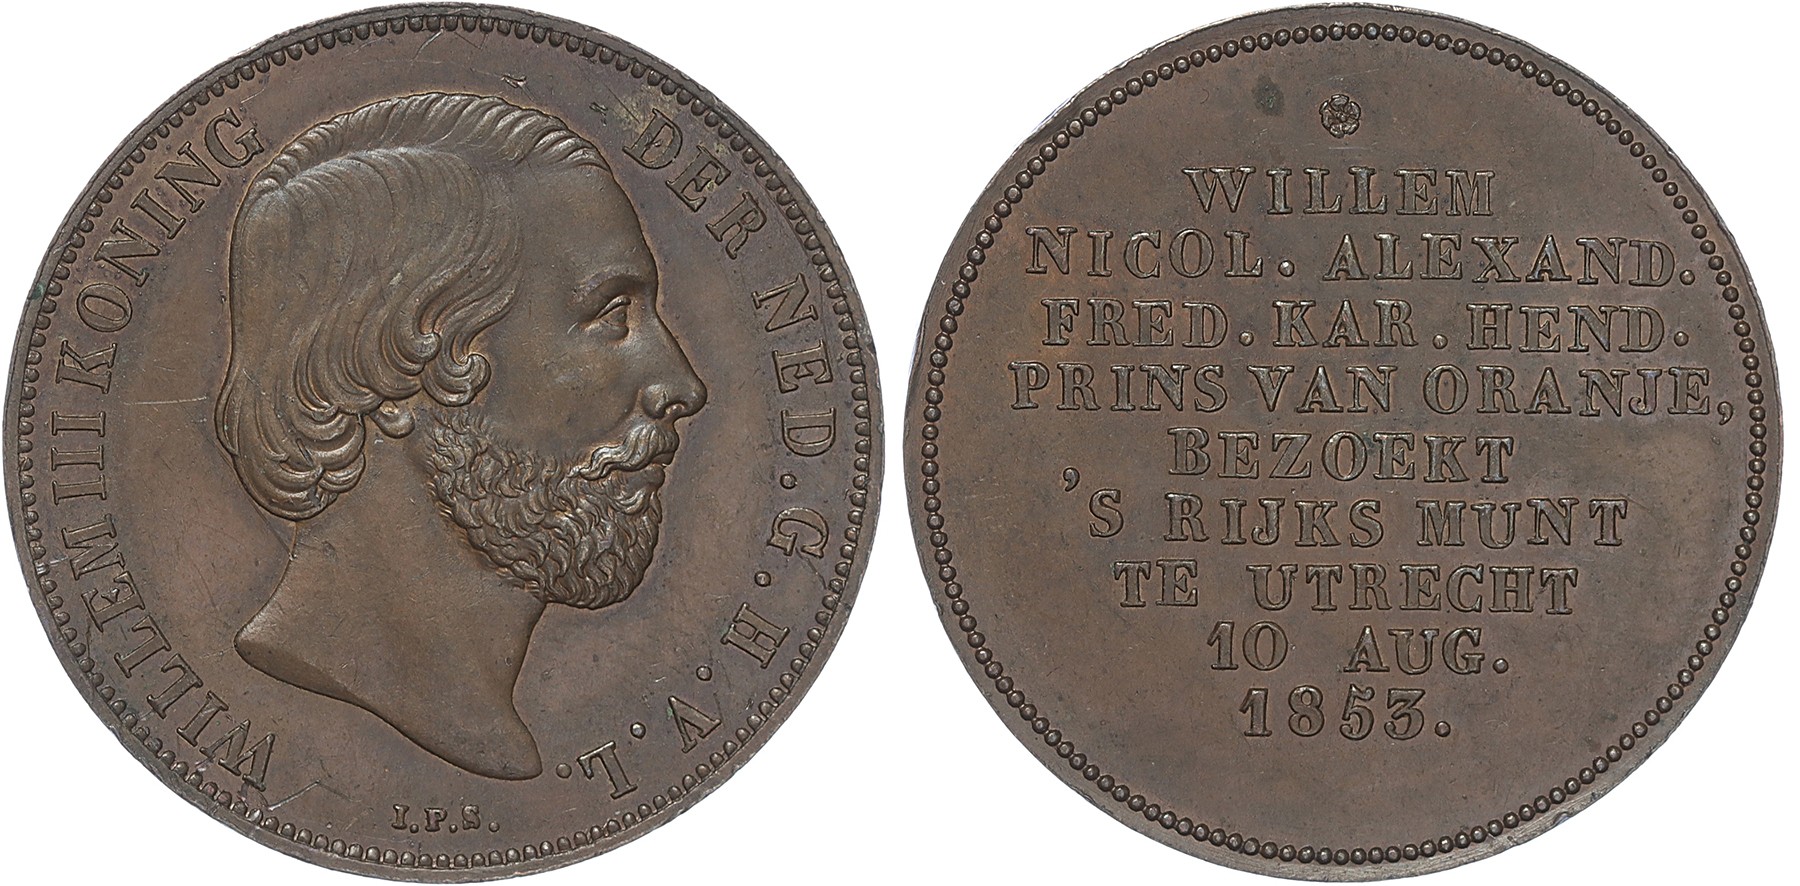 WILLEM III KONING DER NED. G. H. V. L.
I.P.S.
WILLEM
NICOL. ALEXAND.
FRED. KAR. HEND.
PRINS VAN ORANJE,
BEZOEKT
'S RIJKS MUNT
TE UTRECHT
10 AUG.
1853.